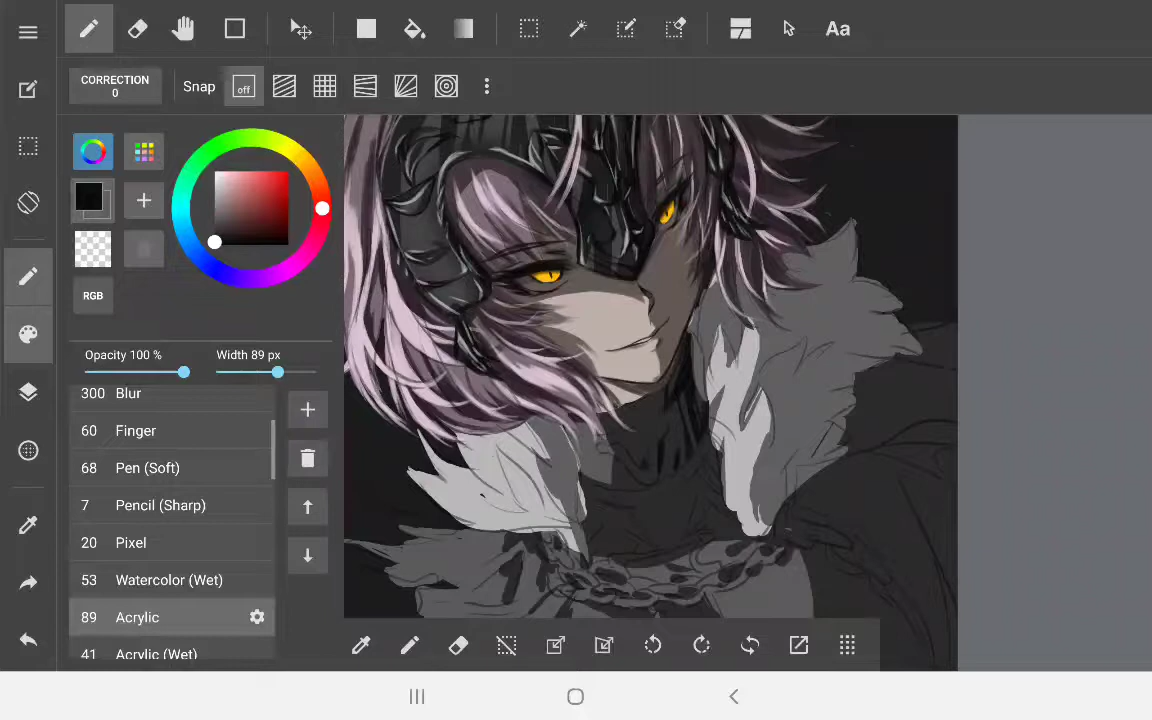 Aa
CORRECTION
0
Snap
off
RGB
Opacity 100 %
Width 89 px
300 Blur
60 Finger
68 Pen (Soft)
7 Pencil (Sharp)
20 Pixel
53 Watercolor (Wet)
89 Acrylic
41 Acrylic (Wet)